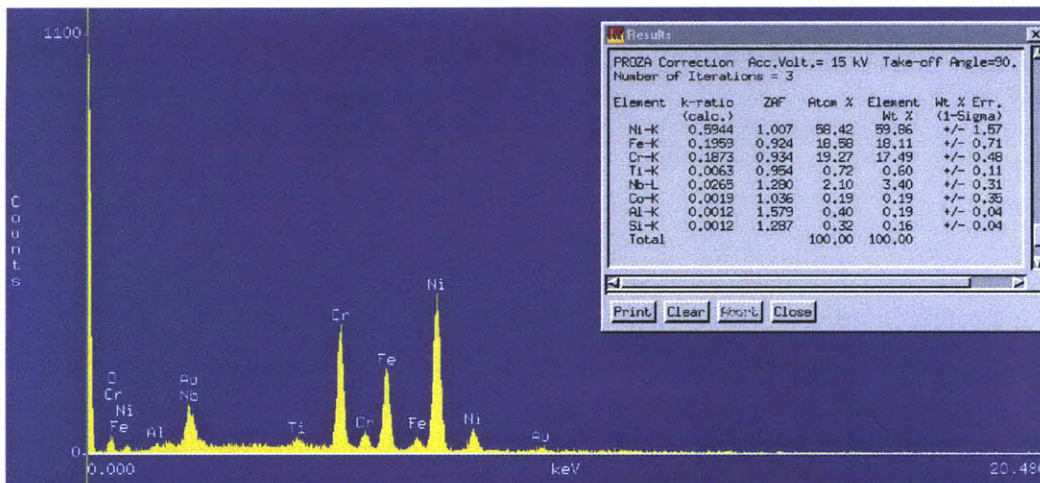 1100
Counts
0
0.000
keV
20.480
O
Cr
Ni
Fe
Al
Au
Nb
Ti
Cr
Cr
Fe
Fe
Ni
Ni
Au
Results
PROZA Correction Acc.Volt.= 15 kV Take-off Angle=90.
Number of Iterations = 3
Element k-ratio ZAF Atom % Element Wt % Err.
(calc.) Wt % (1-Sigma)
Ni-K 0.5944 1.007 58.42 59.86 +/- 1.57
Fe-K 0.1959 0.924 18.58 18.11 +/- 0.71
Cr-K 0.1873 0.934 19.27 17.49 +/- 0.48
Ti-K 0.0063 0.954 0.72 0.60 +/- 0.11
Nb-L 0.0265 1.280 2.10 3.40 +/- 0.31
Co-K 0.0019 1.036 0.19 0.19 +/- 0.35
Al-K 0.0012 1.579 0.40 0.19 +/- 0.04
Si-K 0.0012 1.287 0.32 0.16 +/- 0.04
Total 100.00 100.00
Print Clear Abort Close